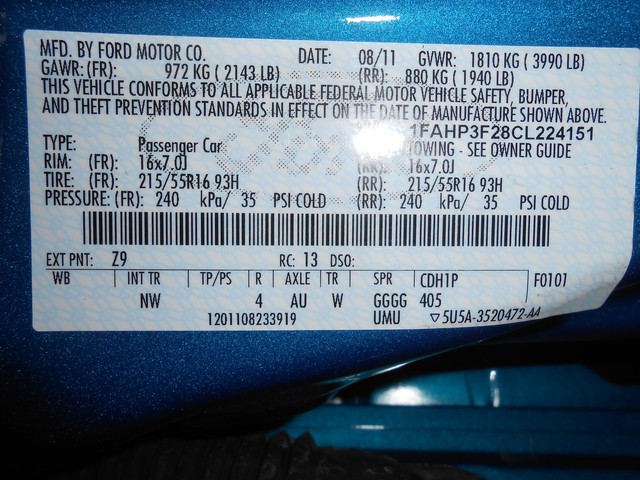 MFD. BY FORD MOTOR CO. DATE: 08/11 GVWR: 1810 KG ( 3990 LB)
GAWR: (FR): 972 KG ( 2143 LB) (RR): 880 KG ( 1940 LB)
THIS VEHICLE CONFORMS TO ALL APPLICABLE FEDERAL MOTOR VEHICLE SAFETY, BUMPER,
AND THEFT PREVENTION STANDARDS IN EFFECT ON THE DATE OF MANUFACTURE SHOWN ABOVE.
1FAHP3F28CL224151
TYPE: Passenger Car TOWING - SEE OWNER GUIDE
RIM: (FR): 16x7.0J (RR): 16x7.0J
TIRE: (FR): 215/55R16 93H (RR): 215/55R16 93H
PRESSURE: (FR): 240 kPa/ 35 PSI COLD (RR): 240 kPa/ 35 PSI COLD
EXT PNT: Z9 RC: 13 DSO:
WB INT TR TP/PS R AXLE TR SPR CDH1P F0101
NW 4 AU W GGGG 405
1201108233919 UMU ▽5U5A-3520472-AA